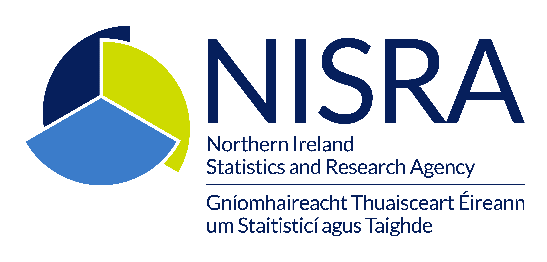 NISRA
Northern Ireland
Statistics and Research Agency
Gníomhaireacht Thuaisceart Éireann
um Staitisticí agus Taighde